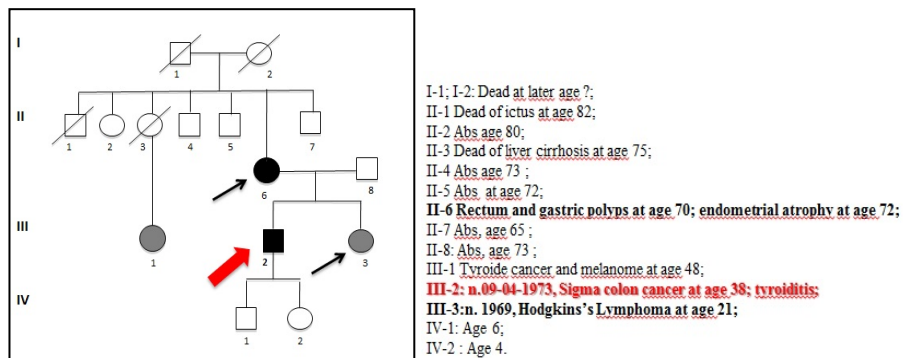 I
1
2
II
1
2
3
4
5
7
6
8
III
1
2
3
IV
1
2
I-1; I-2: Dead at later age ?;
II-1 Dead of ictus at age 82;
II-2 Abs age 80;
II-3 Dead of liver cirrhosis at age 75;
II-4 Abs age 73 ;
II-5 Abs at age 72;
II-6 Rectum and gastric polyps at age 70; endometrial atrophy at age 72;
II-7 Abs, age 65 ;
II-8: Abs, age 73 ;
III-1 Tyroide cancer and melanome at age 48;
III-2: n.09-04-1973, Sigma colon cancer at age 38; tyroiditis;
III-3:n. 1969, Hodgkins's Lymphoma at age 21;
IV-1: Age 6;
IV-2 : Age 4.